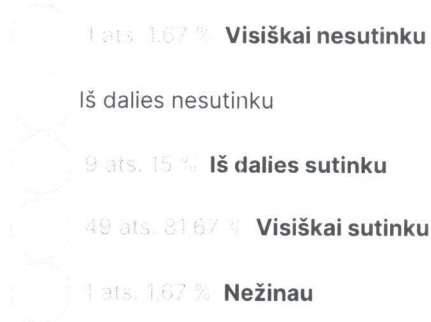 1 ats. 1.67 % Visiškai nesutinku
Iš dalies nesutinku
9 ats. 15 % Iš dalies sutinku
49 ats. 81,67 % Visiškai sutinku
1 ats. 1.67 % Nežinau